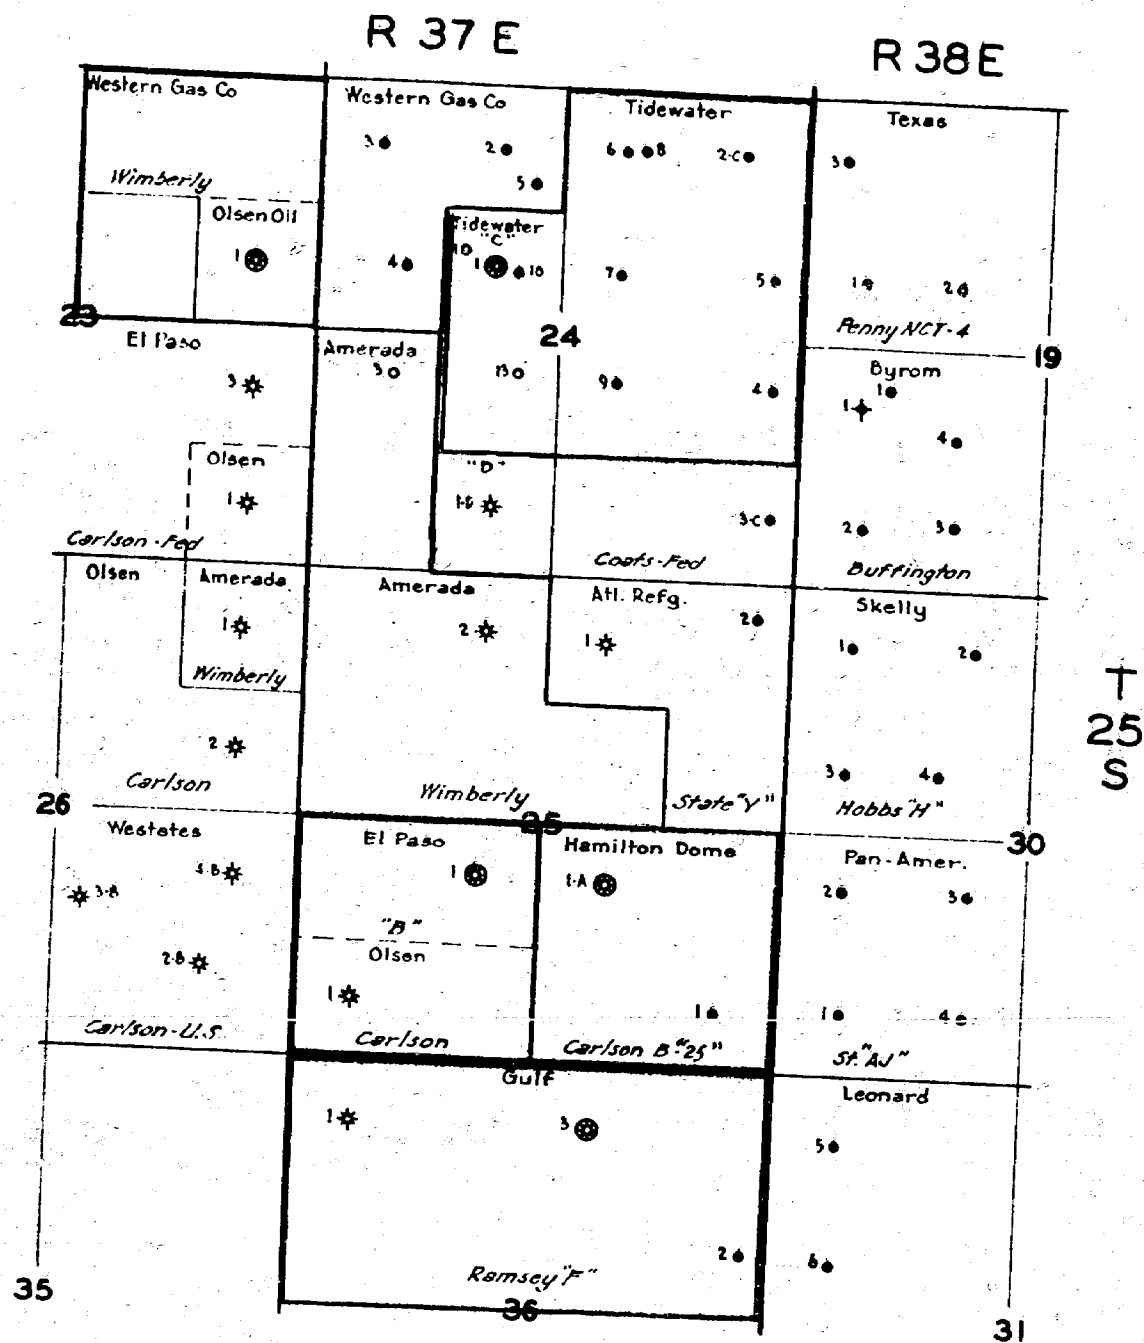 R 37 E
R 38 E
Western Gas Co
Western Gas Co
Tidewater
Texas
3
2
6
8
2-C
3
5
Wimberly
Olsen Oil
Tidewater
"C"
1
4
10
1
10
7
5
1
2
Penny NCT-4
23
24
19
El Paso
Amerada
Byrom
3
3
13
9
4
1
1
4
Olsen
"D"
1
1-D
3-C
2
3
Carlson-Fed
Coats-Fed
Buffington
Olsen
Amerada
Amerada
Atl. Refg.
Skelly
1
2
1
2
1
2
T
25
S
Wimberly
2
3
4
Carlson
Wimberly
State "Y"
Hobbs "H"
26
25
30
Westates
El Paso
Hamilton Dome
Pan-Amer.
3-B
1
1-A
2
3
"B"
Olsen
2-B
1
1
1
4
Carlson-U.S
Carlson
Carlson B-"25"
St. "AJ"
Gulf
Leonard
1
3
5
2
6
Ramsey "F"
35
36
31